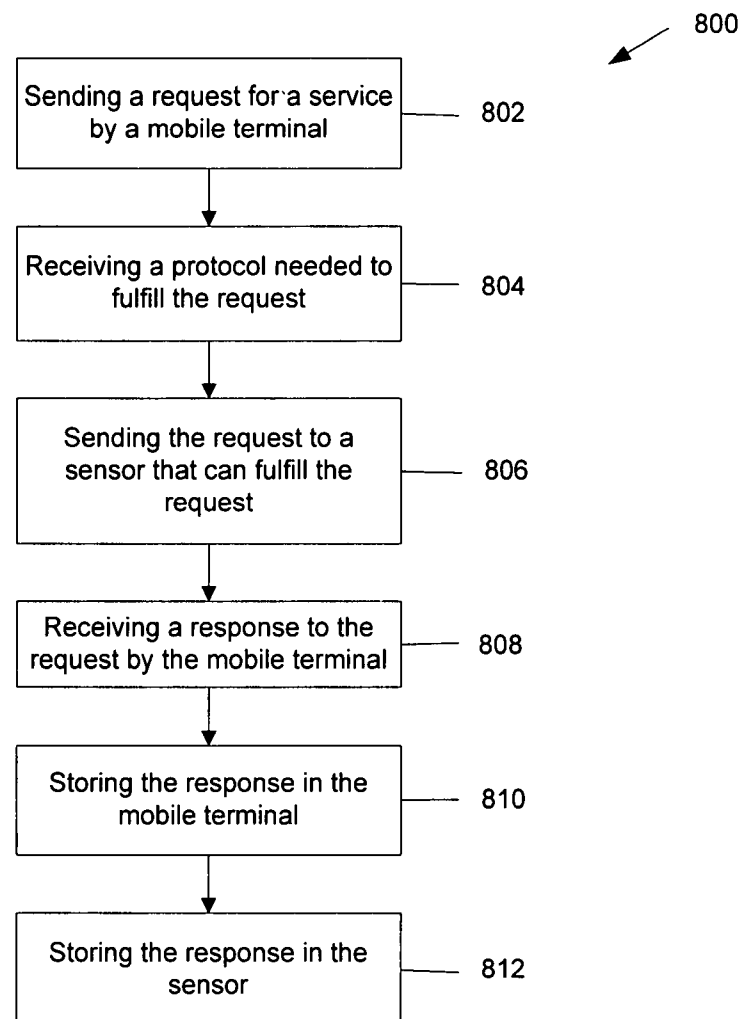 800
Sending a request for a service
by a mobile terminal
802
Receiving a protocol needed to
fulfill the request
804
Sending the request to a
sensor that can fulfill the
request
806
Receiving a response to the
request by the mobile terminal
808
Storing the response in the
mobile terminal
810
Storing the response in the
sensor
812